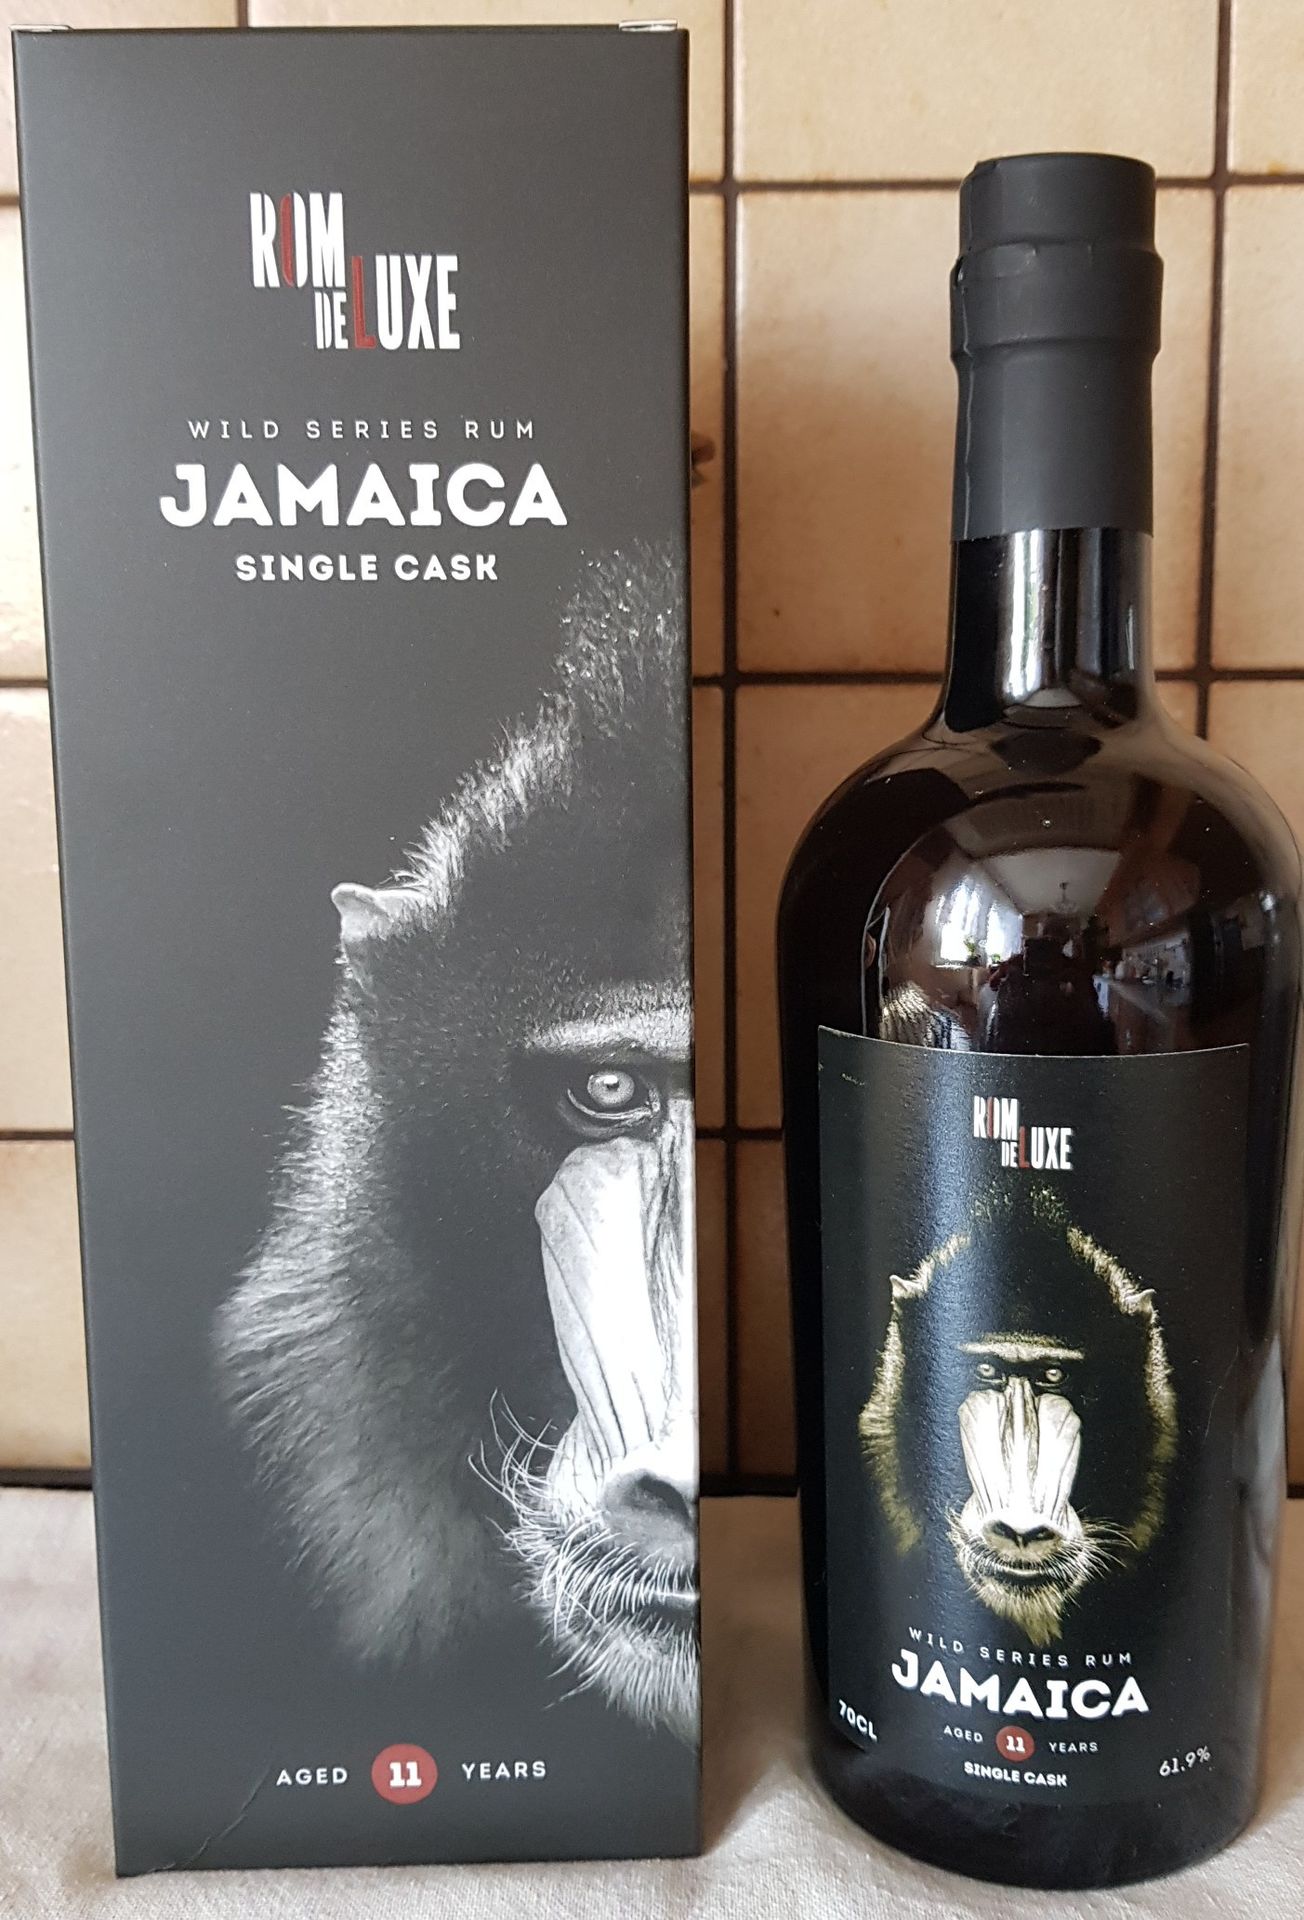 ROM
DE LUXE
WILD SERIES RUM
JAMAICA
SINGLE CASK
AGED 11 YEARS
ROM
DE LUXE
WILD SERIES RUM
JAMAICA
70CL
AGED 11 YEARS
61.9%
SINGLE CASK